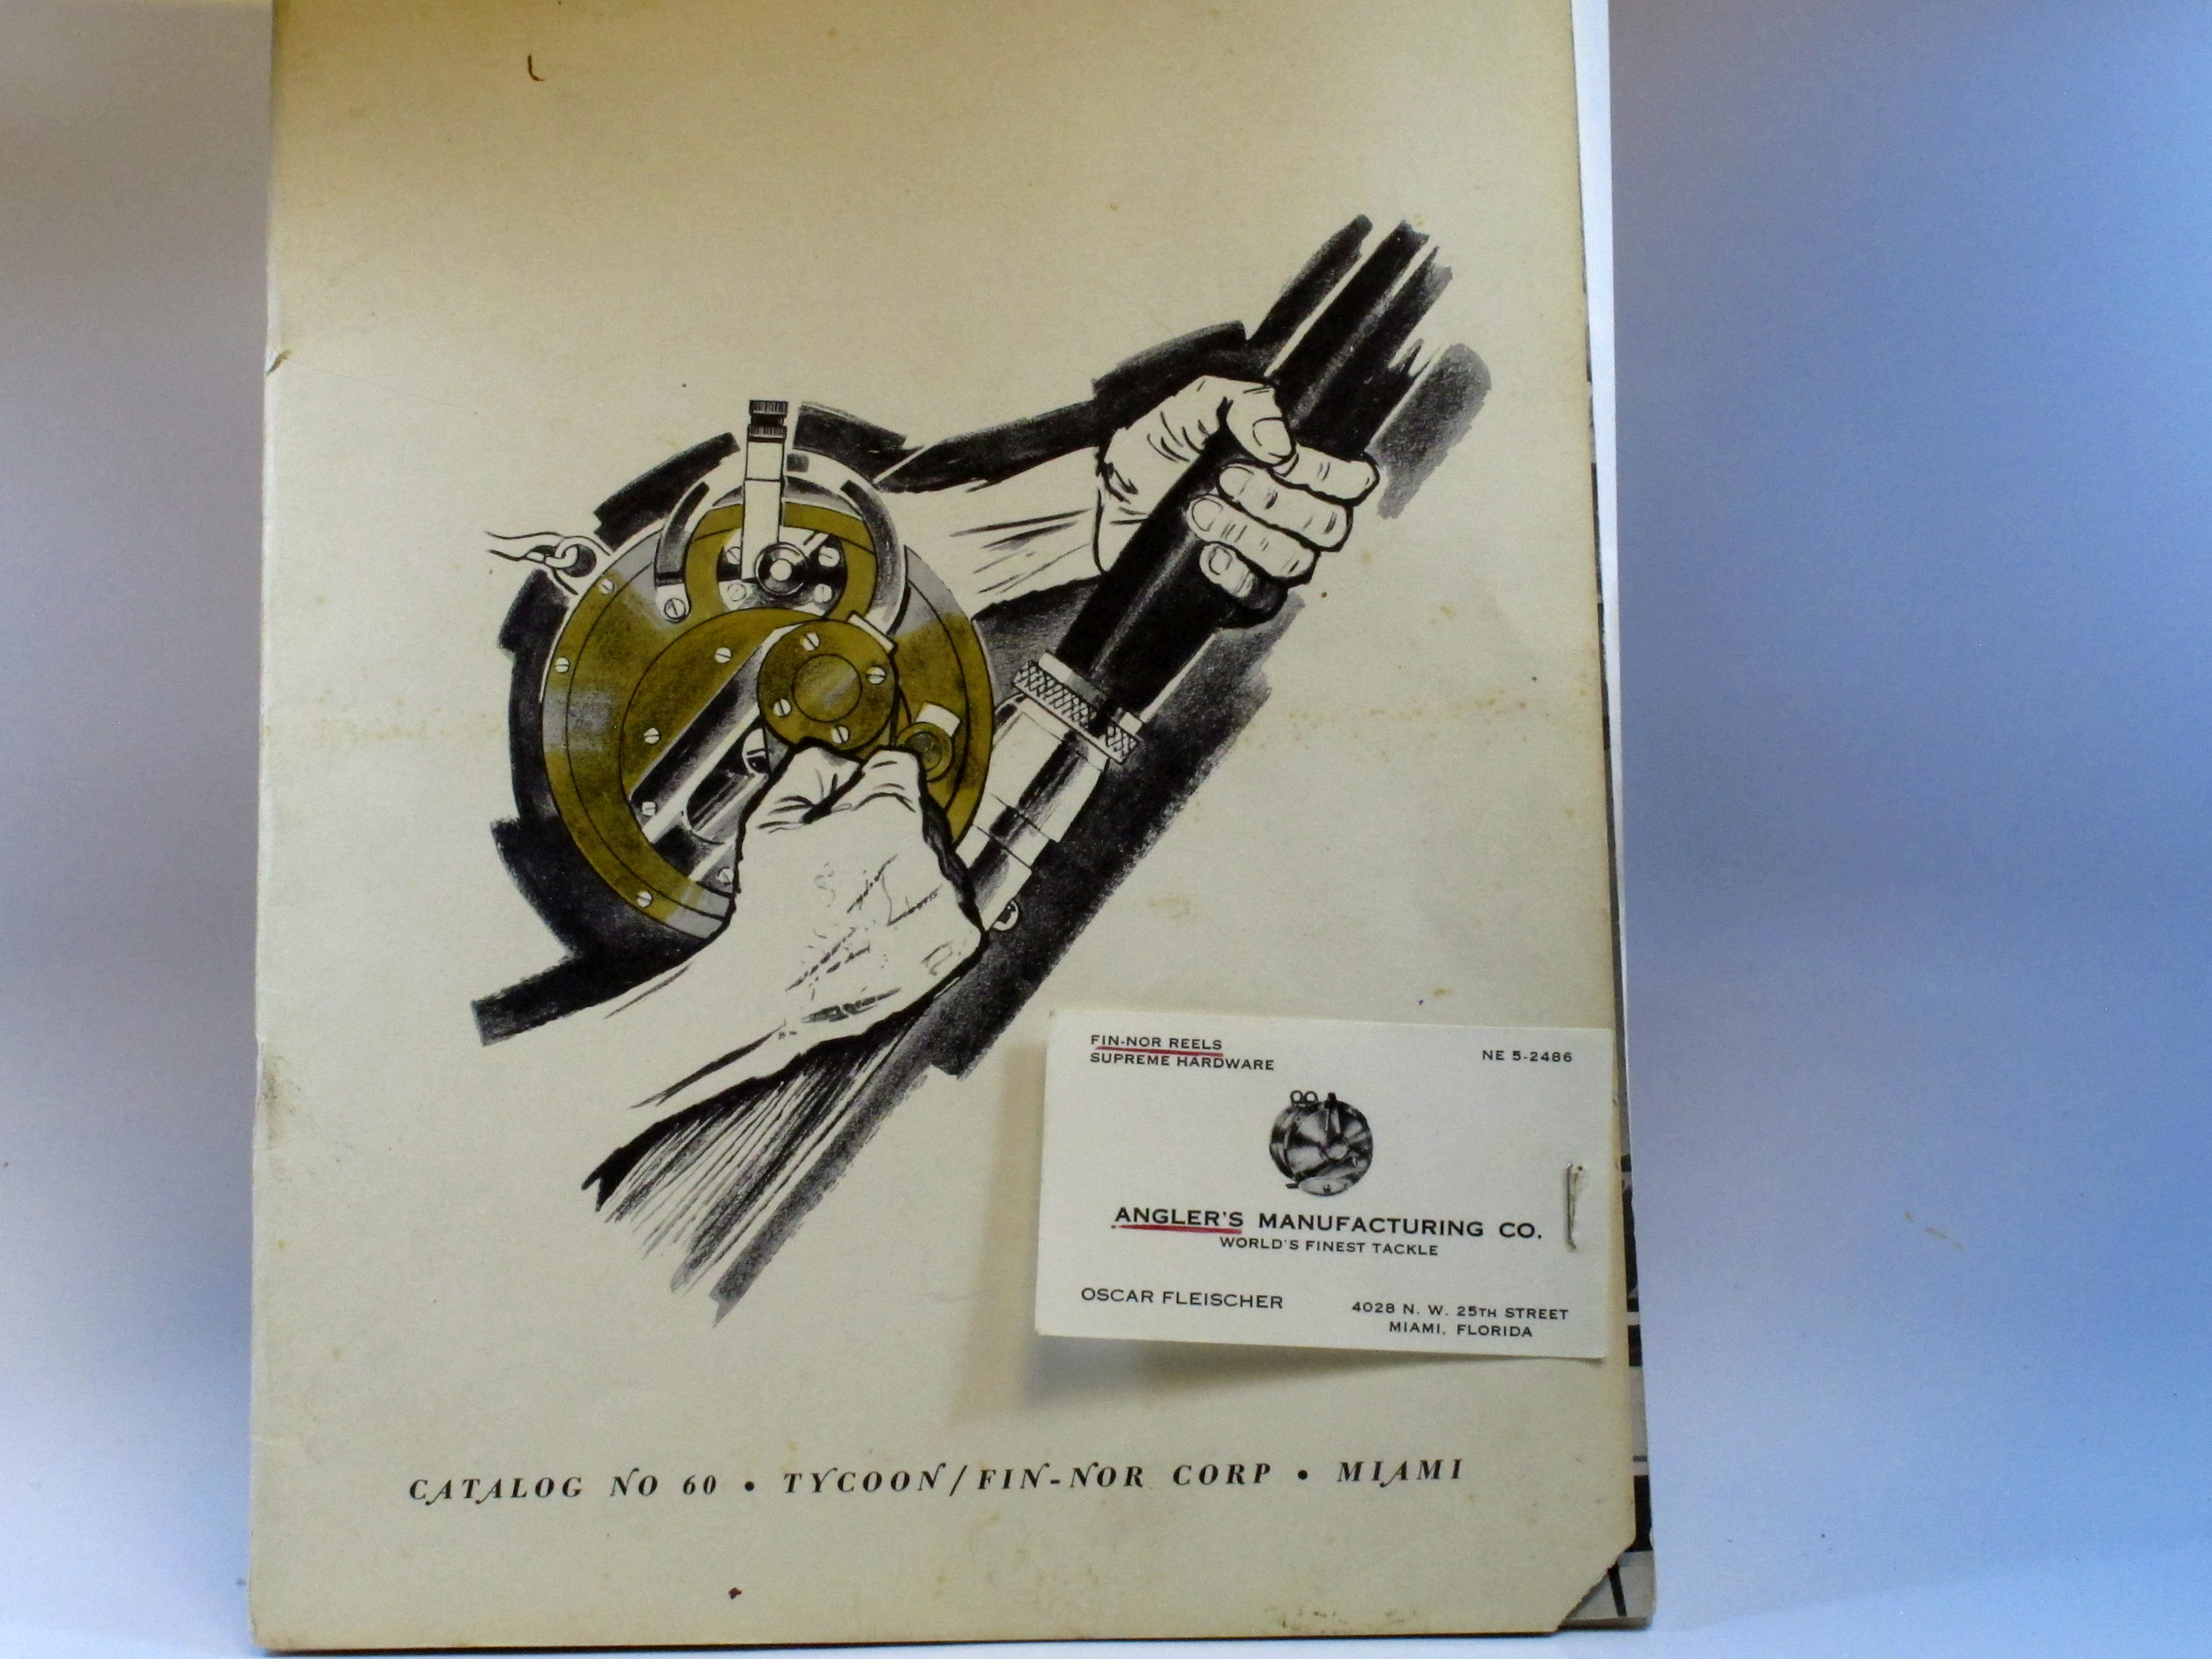 FIN-NOR REELS
SUPREME HARDWARE
NE 5-2486
ANGLER'S MANUFACTURING CO.
WORLD'S FINEST TACKLE
OSCAR FLEISCHER
4028 N. W. 25TH STREET
MIAMI, FLORIDA
CATALOG NO 60 • TYCOON/FIN-NOR CORP • MIAMI